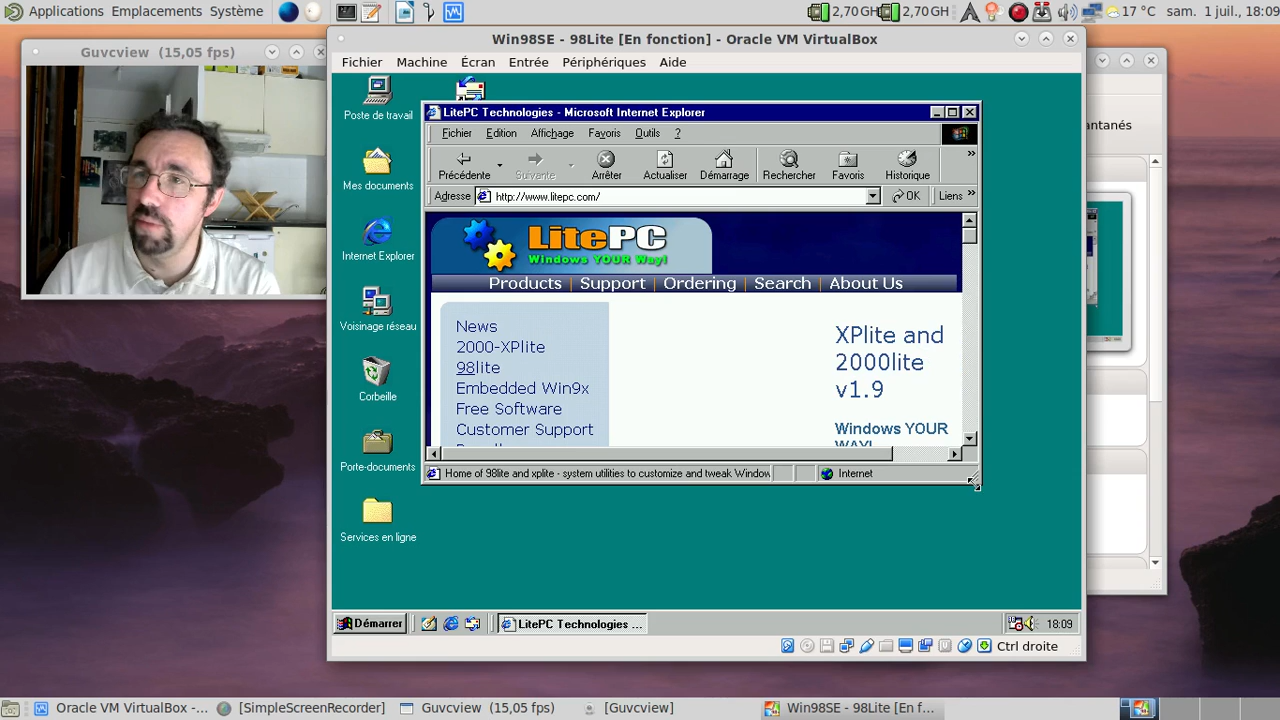 Applications Emplacements Système
2,70 GH 2,70 GH 17 °C sam. 1 juil., 18:09
Guvcview (15,05 fps)
Win98SE - 98Lite [En fonction] - Oracle VM VirtualBox
Fichier Machine Écran Entrée Périphériques Aide
antanés
Poste de travail
Mes documents
Internet Explorer
Voisinage réseau
Corbeille
Porte-documents
Services en ligne
LitePC Technologies - Microsoft Internet Explorer
Fichier Edition Affichage Favoris Outils ?
Précédente Suivante Arrêter Actualiser Démarrage Rechercher Favoris Historique »
Adresse http://www.litepc.com/ OK Liens »
LitePC
Windows YOUR Way!
Products Support Ordering Search About Us
News
2000-XPlite
98lite
Embedded Win9x
Free Software
Customer Support
XPlite and
2000lite
v1.9
Windows YOUR
WAY!
Home of 98lite and xplite - system utilities to customize and tweak Window
Internet
Démarrer LitePC Technologies ... 18:09
Ctrl droite
Oracle VM VirtualBox -... [SimpleScreenRecorder] Guvcview (15,05 fps) [Guvcview] Win98SE - 98Lite [En f...